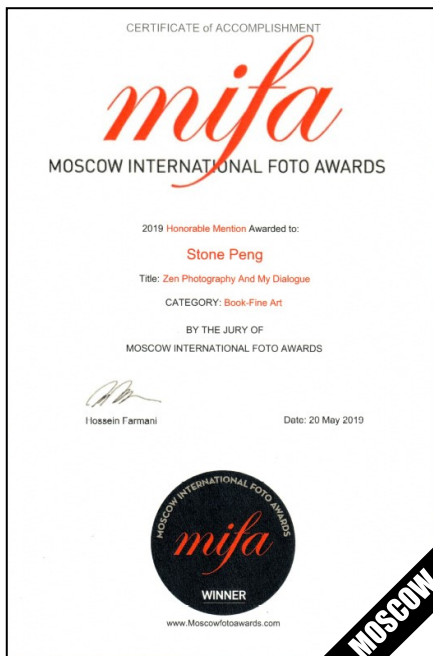 CERTIFICATE of ACCOMPLISHMENT
mifa
MOSCOW INTERNATIONAL FOTO AWARDS
2019 Honorable Mention Awarded to:
Stone Peng
Title: Zen Photography And My Dialogue
CATEGORY: Book-Fine Art
BY THE JURY OF
MOSCOW INTERNATIONAL FOTO AWARDS
Hossein Farmani
Date: 20 May 2019
MOSCOW INTERNATIONAL FOTO AWARDS
mifa
WINNER
www.Moscowfotoawards.com
MOSCOW